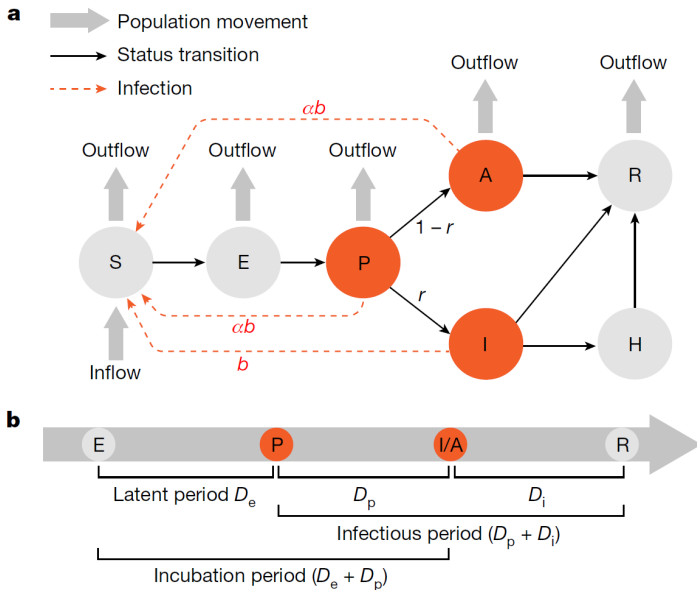 a
Population movement
Status transition
Infection
Outflow
Outflow
αb
Outflow
Outflow
Outflow
A
R
1 – r
S
E
P
r
αb
b
I
H
Inflow
b
E
P
I/A
R
Latent period De
Dp
Di
Infectious period (Dp + Di)
Incubation period (De + Dp)